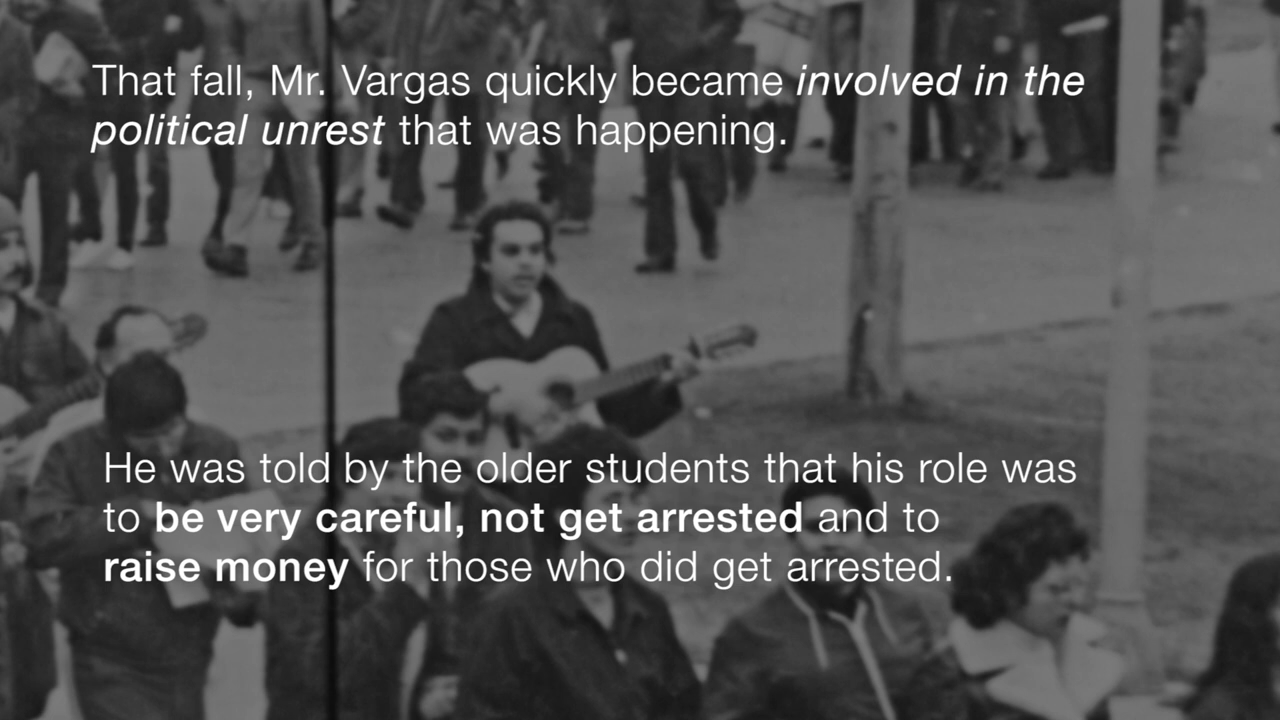 That fall, Mr. Vargas quickly became involved in the
political unrest that was happening.
He was told by the older students that his role was
to be very careful, not get arrested and to
raise money for those who did get arrested.